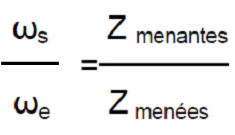 ωs = Z menantes
ωe Z menées